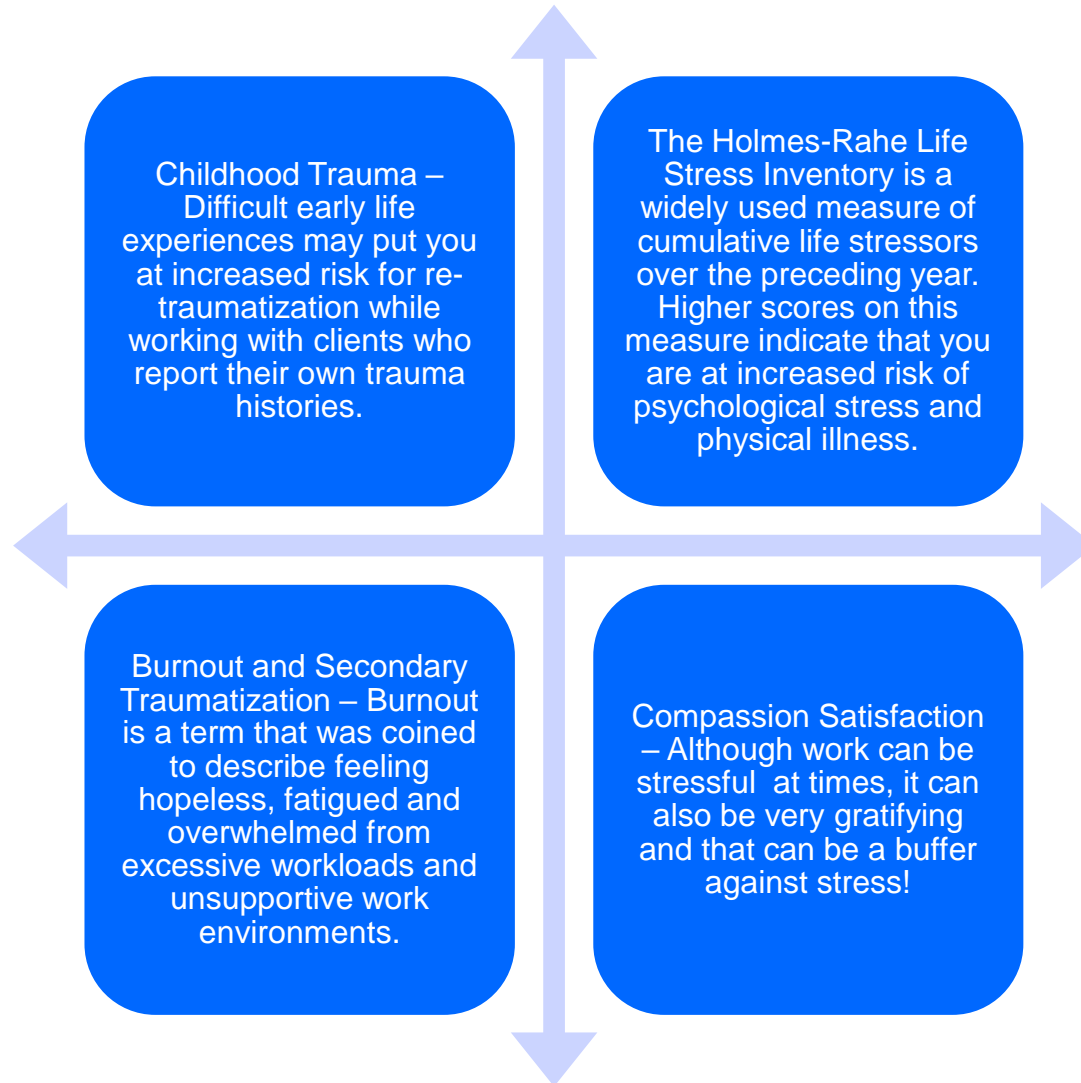 Childhood Trauma –
Difficult early life
experiences may put you
at increased risk for re-
traumatization while
working with clients who
report their own trauma
histories.
The Holmes-Rahe Life
Stress Inventory is a
widely used measure of
cumulative life stressors
over the preceding year.
Higher scores on this
measure indicate that you
are at increased risk of
psychological stress and
physical illness.
Burnout and Secondary
Traumatization – Burnout
is a term that was coined
to describe feeling
hopeless, fatigued and
overwhelmed from
excessive workloads and
unsupportive work
environments.
Compassion Satisfaction
– Although work can be
stressful  at times, it can
also be very gratifying
and that can be a buffer
against stress!